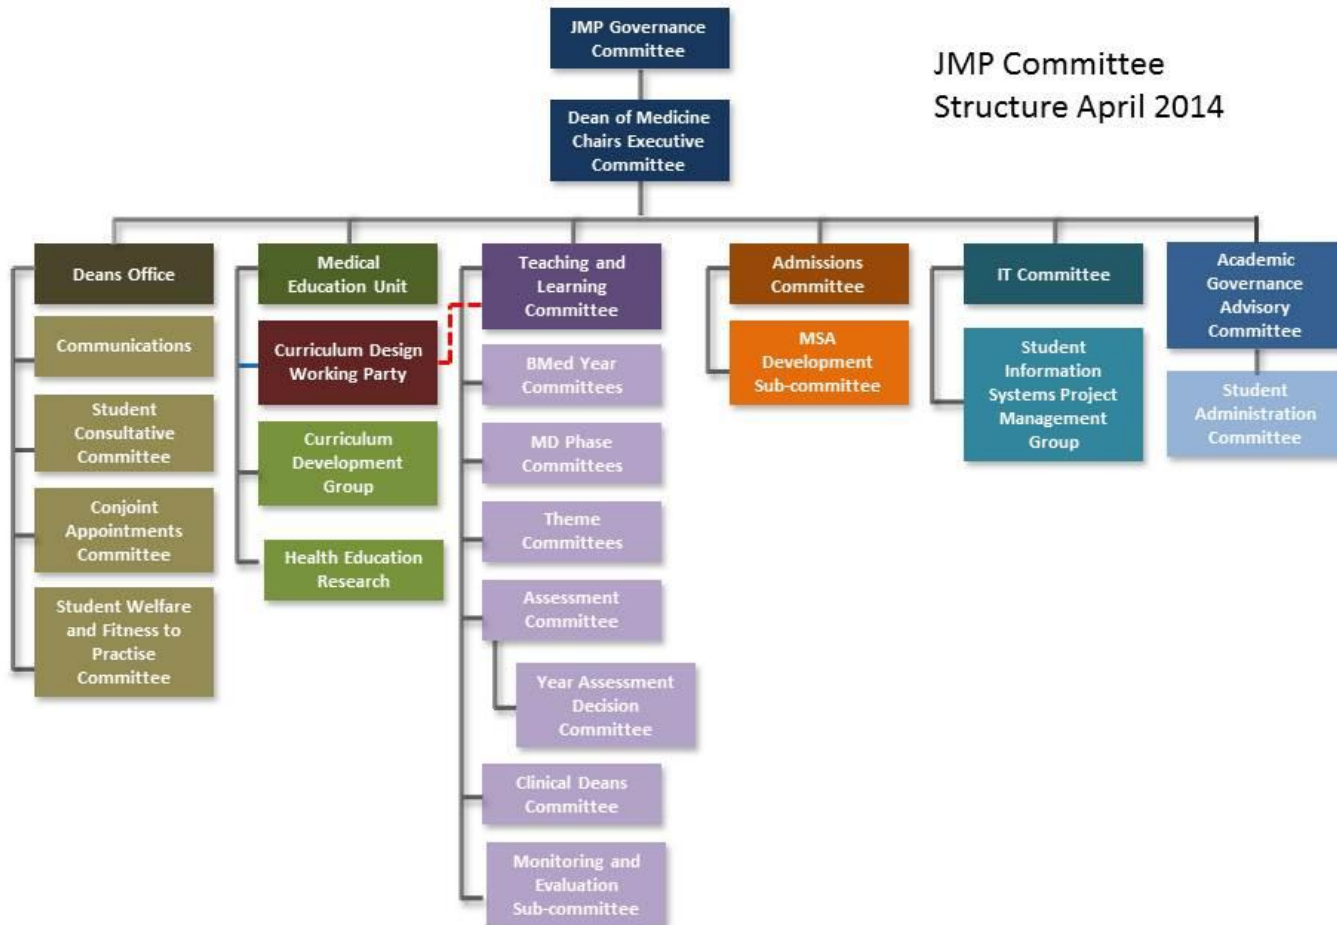 JMP Governance
Committee
JMP Committee
Structure April 2014
Dean of Medicine
Chairs Executive
Committee
Deans Office
Communications
Student
Consultative
Committee
Conjoint
Appointments
Committee
Student Welfare
and Fitness to
Practise
Committee
Medical
Education Unit
Curriculum Design
Working Party
Curriculum
Development
Group
Health Education
Research
Teaching and
Learning
Committee
BMed Year
Committees
MD Phase
Committees
Theme
Committees
Assessment
Committee
Year Assessment
Decision
Committee
Clinical Deans
Committee
Monitoring and
Evaluation
Sub-committee
Admissions
Committee
MSA
Development
Sub-committee
IT Committee
Student
Information
Systems Project
Management
Group
Academic
Governance
Advisory
Committee
Student
Administration
Committee